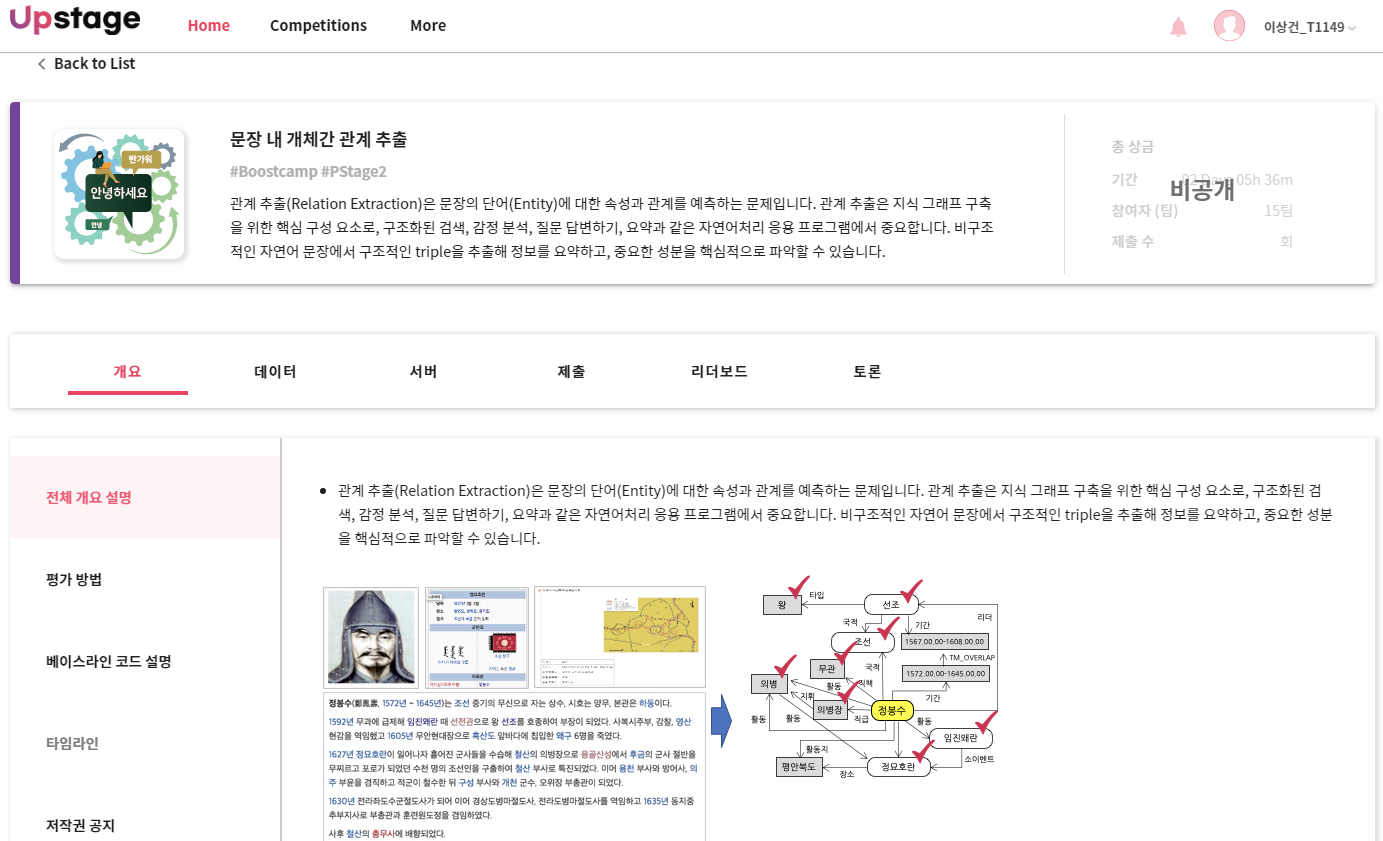 Upstage
Home Competitions More
이상건_T1149
Back to List
반가워
안녕하세요
안녕
문장 내 개체간 관계 추출
#Boostcamp #PStage2
관계 추출(Relation Extraction)은 문장의 단어(Entity)에 대한 속성과 관계를 예측하는 문제입니다. 관계 추출은 지식 그래프 구축
을 위한 핵심 구성 요소로, 구조화된 검색, 감정 분석, 질문 답변하기, 요약과 같은 자연어처리 응용 프로그램에서 중요합니다. 비구조
적인 자연어 문장에서 구조적인 triple을 추출해 정보를 요약하고, 중요한 성분을 핵심적으로 파악할 수 있습니다.
총 상금
기간 02 Days 05h 36m
비공개
참여자 (팀) 15팀
제출 수 회
개요 데이터 서버 제출 리더보드 토론
전체 개요 설명
평가 방법
베이스라인 코드 설명
타임라인
저작권 공지
관계 추출(Relation Extraction)은 문장의 단어(Entity)에 대한 속성과 관계를 예측하는 문제입니다. 관계 추출은 지식 그래프 구축을 위한 핵심 구성 요소로, 구조화된 검
색, 감정 분석, 질문 답변하기, 요약과 같은 자연어처리 응용 프로그램에서 중요합니다. 비구조적인 자연어 문장에서 구조적인 triple을 추출해 정보를 요약하고, 중요한 성분
을 핵심적으로 파악할 수 있습니다.
정묘호란
교전국
지휘관
정봉수
4
정봉수(鄭鳳壽, 1572년 ~ 1645년)는 조선 중기의 무신으로 자는 상수, 시호는 양무, 본관은 하동이다.
1592년 무과에 급제해 임진왜란 때 선전관으로 왕 선조를 호종하여 부장이 되었다. 사복시주부, 감찰, 영산
현감을 역임했고 1605년 무안현대장으로 흑산도 앞바다에 침입한 왜구 6명을 죽였다.
1627년 정묘호란이 일어나자 흩어진 군사들을 수습해 철산의 의병장으로 용골산성에서 후금의 군사 절반을
무찌르고 포로가 되었던 수천 명의 조선인을 구출하여 철산 부사로 특진되었다. 이어 용천 부사와 방어사, 의
주 부윤을 겸직하고 적군이 철수한 뒤 구성 부사와 개천 군수, 오위장 부총관이 되었다.
1630년 전라좌도수군절도사가 되어 이어 경상도병마절도사, 전라도병마절도사를 역임하고 1635년 동지중
추부지사로 부총관과 훈련원도정을 겸임하였다.
사후 철산의 충무사에 배향되었다.
왕
타입
선조
리더
국적
기간
조선
1567.00.00-1608.00.00
TM_OVERLAP
무관
국적
1572.00.00-1645.00.00
의병
활동
직책
기간
지휘
의병장
정봉수
활동
활동
직급
활동
임진왜란
활동지
소이벤트
평안북도
장소
정묘호란